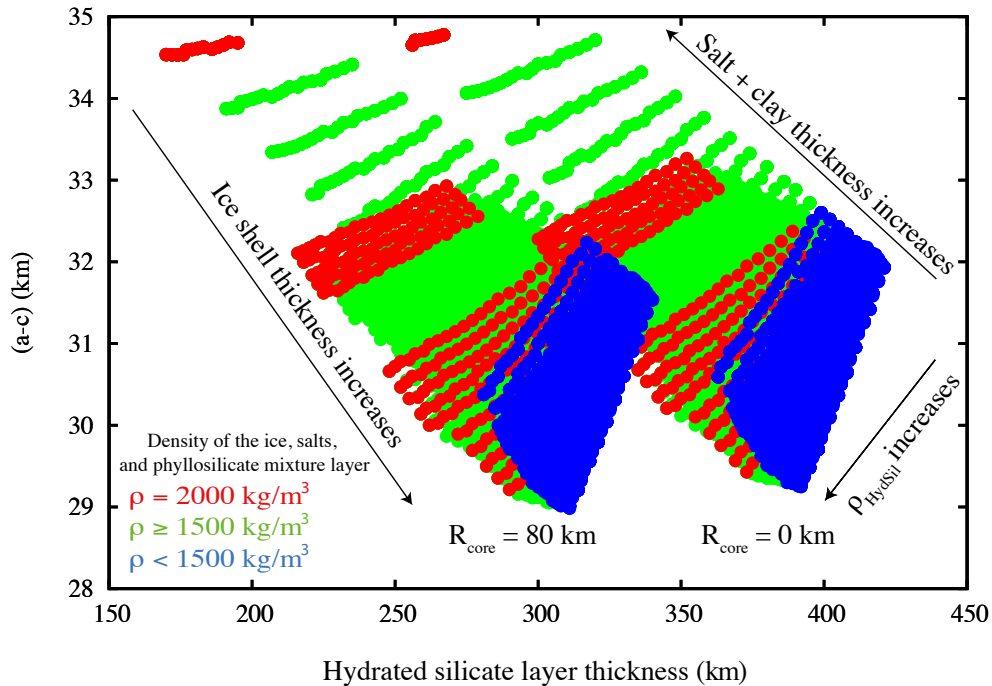 35
34
33
32
31
30
29
28
(a-c) (km)
Salt + clay thickness increases
Ice shell thickness increases
ρHydSil increases
Density of the ice, salts,
and phyllosilicate mixture layer
ρ = 2000 kg/m³
ρ ≥ 1500 kg/m³
ρ < 1500 kg/m³
Rcore = 80 km
Rcore = 0 km
150 200 250 300 350 400 450
Hydrated silicate layer thickness (km)